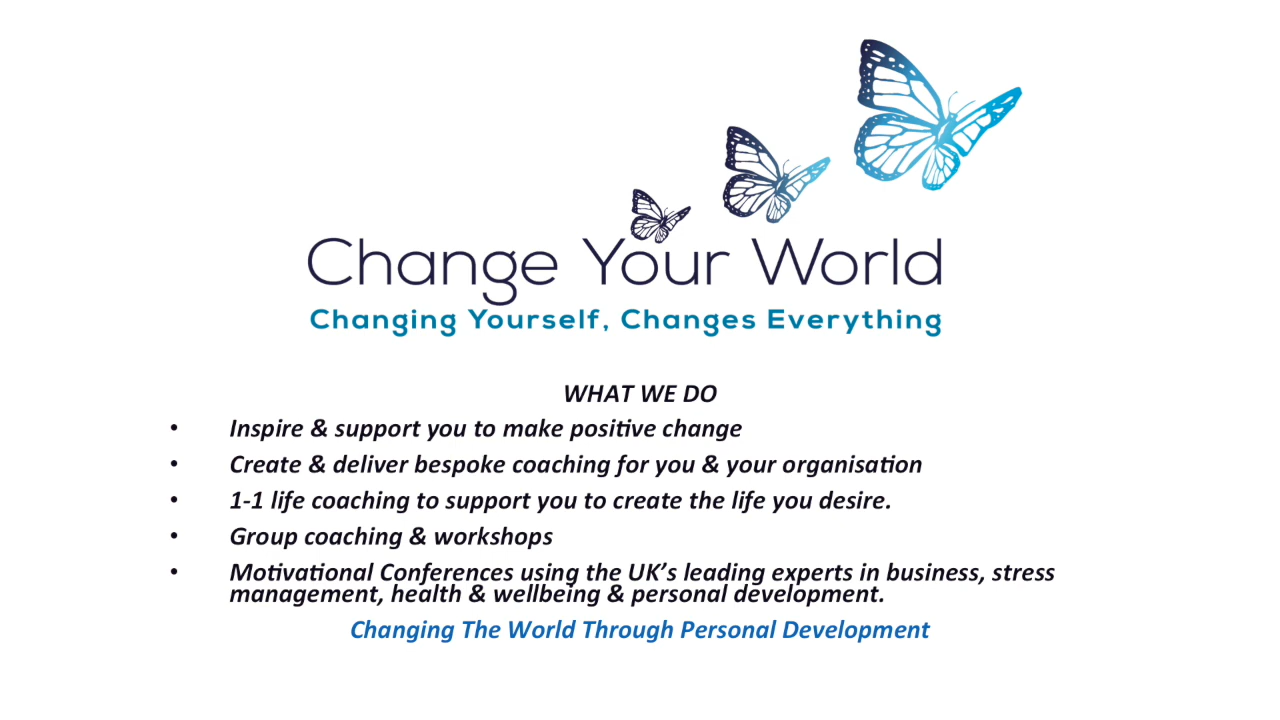 Change Your World
Changing Yourself, Changes Everything
WHAT WE DO
• Inspire & support you to make positive change
• Create & deliver bespoke coaching for you & your organisation
• 1-1 life coaching to support you to create the life you desire.
• Group coaching & workshops
• Motivational Conferences using the UK’s leading experts in business, stress
management, health & wellbeing & personal development.
Changing The World Through Personal Development